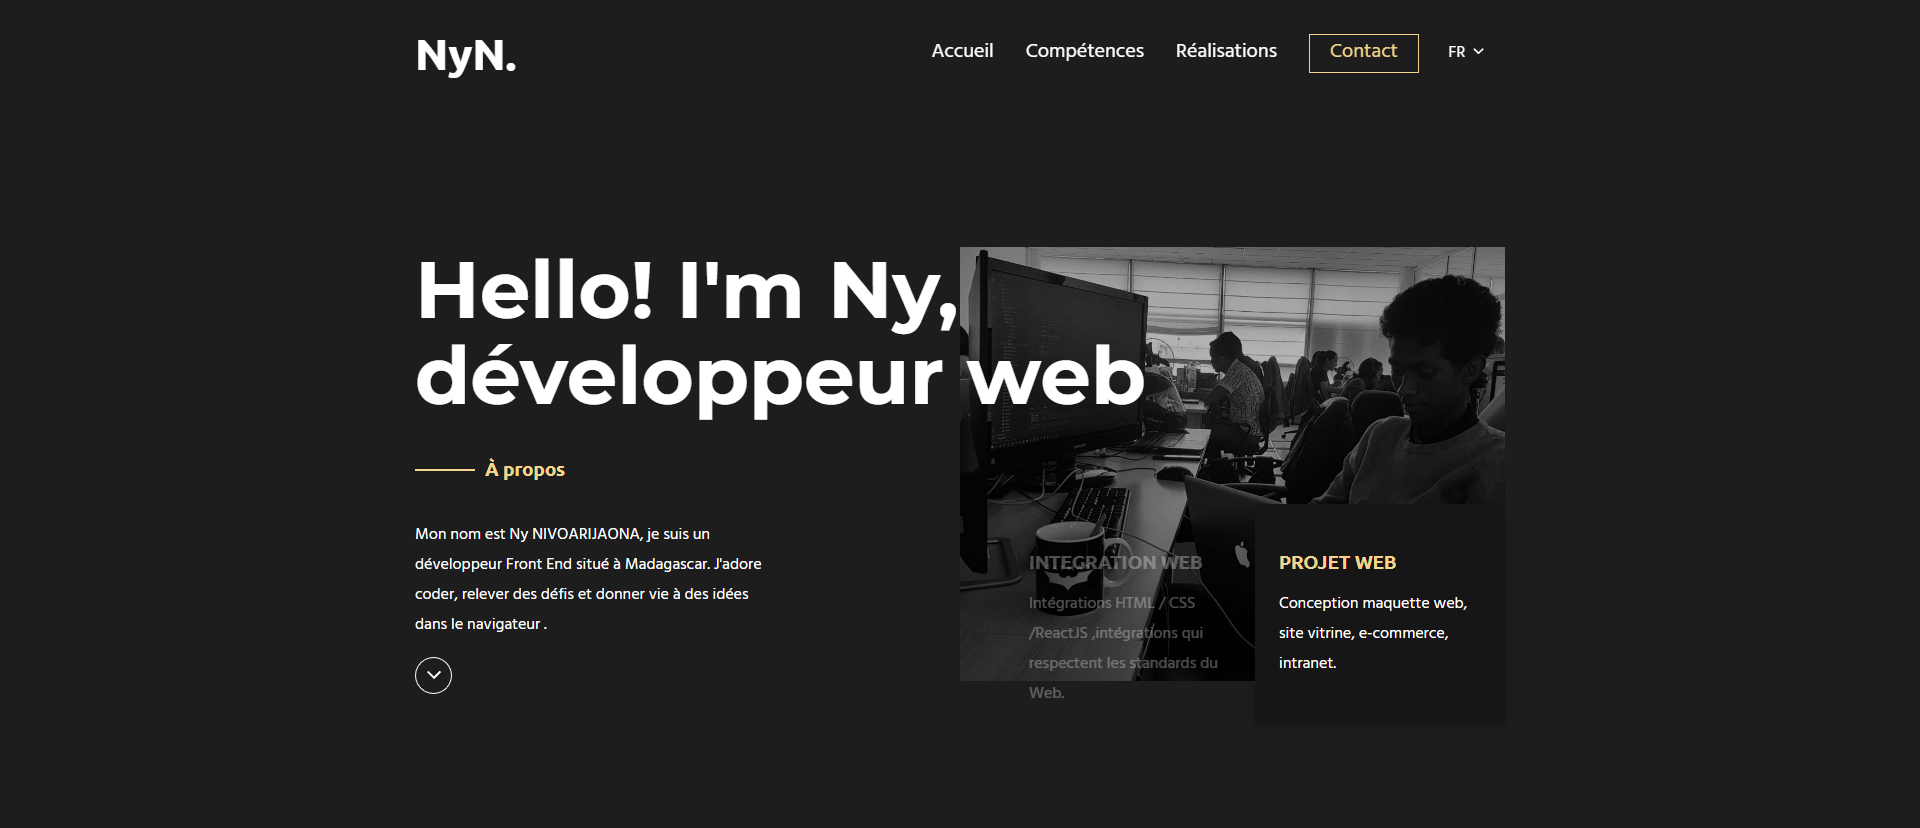 NyN.
Accueil Compétences Réalisations Contact FR
Hello! I'm Ny,
développeur web
À propos
Mon nom est Ny NIVOARIJAONA, je suis un
développeur Front End situé à Madagascar. J'adore
coder, relever des défis et donner vie à des idées
dans le navigateur .
INTEGRATION WEB
Intégrations HTML / CSS
/ReactJS ,intégrations qui
respectent les standards du
Web.
PROJET WEB
Conception maquette web,
site vitrine, e-commerce,
intranet.